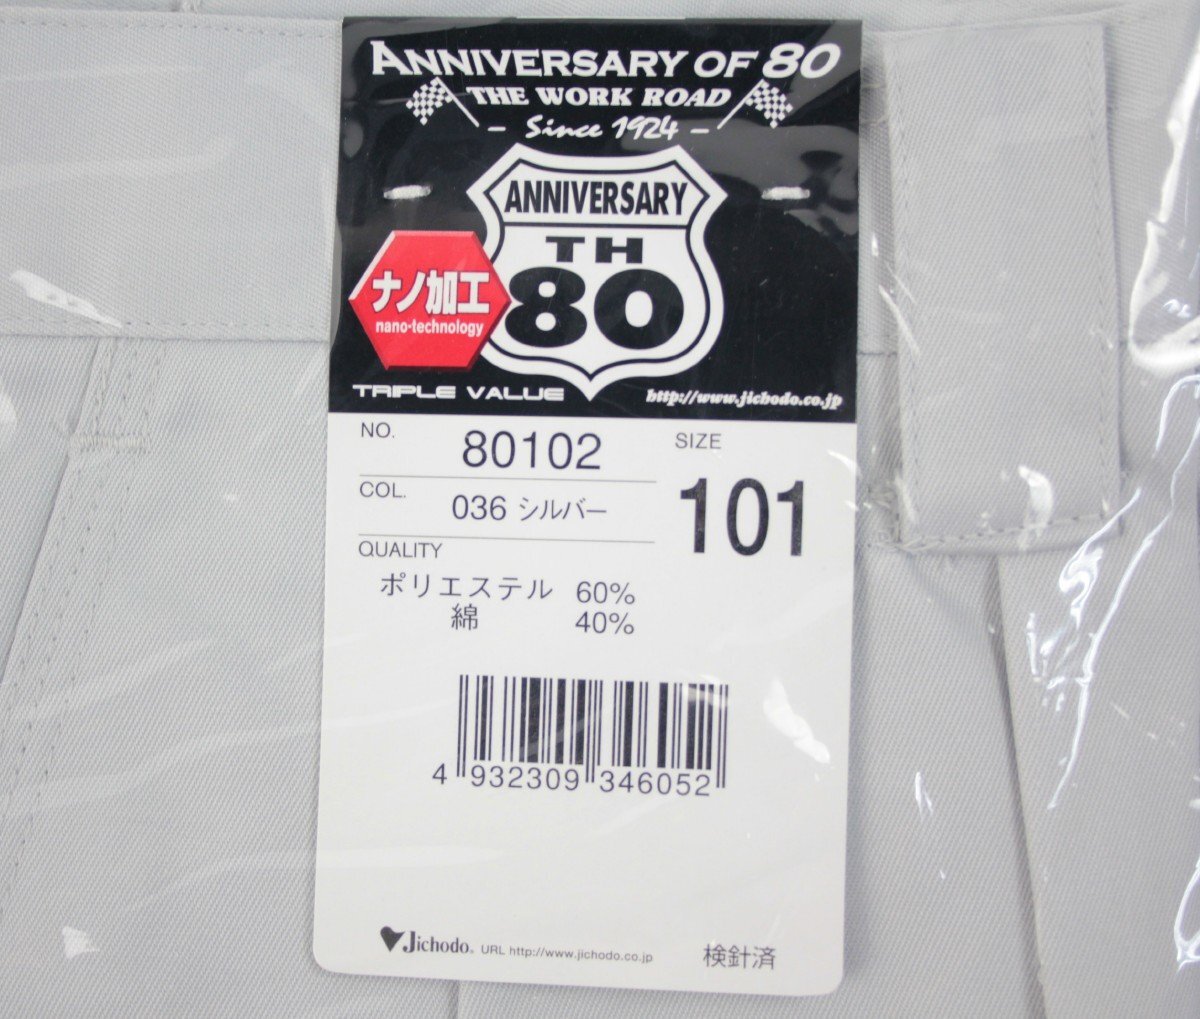 ANNIVERSARY OF 80
THE WORK ROAD
- Since 1924 -
ANNIVERSARY
TH
80
ナノ加工
nano-technology
TRIPLE VALUE
http://www.jichodo.co.jp
NO. 80102
SIZE
101
COL. 036 シルバー
QUALITY
ポリエステル 60%
綿 40%
4 932309 346052
Jichodo® URL http://www.jichodo.co.jp
検針済